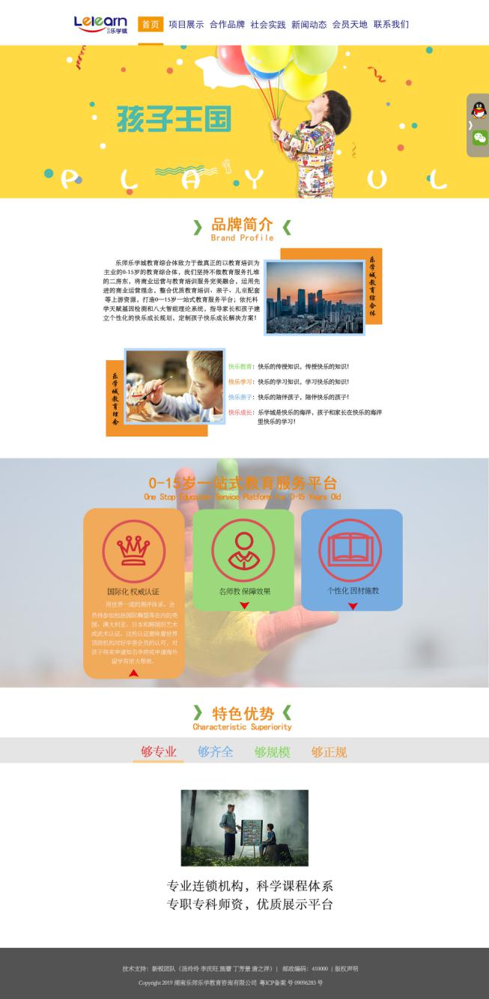 Lelearn
乐学城
首页 项目展示 合作品牌 社会实践 新闻动态 会员天地 联系我们
孩子王国
PLAYCUL
品牌简介
Brand Profile
乐师乐学城教育综合体致力于做真正的以教育培训为
主业的0-15岁的教育综合体，我们坚持不做教育服务扎堆
的二房东，将商业运营与教育培训服务完美融合，运用先
进的商业运营理念，整合优质教育培训、亲子、儿童配套
等上游资源，打造0—15岁一站式教育服务平台；依托科
学天赋基因检测和八大智能理论系统，指导家长和孩子建
立个性化的快乐成长规划，定制孩子快乐成长解决方案！
乐学城教育综合体
乐学城教育理念
快乐教育：快乐的传授知识，传授快乐的知识！
快乐学习：快乐的学习知识，学习快乐的知识！
快乐亲子：快乐的陪伴孩子，陪伴快乐的孩子！
快乐成长：乐学城是快乐的海洋，孩子和家长在快乐的海洋
里快乐的学习！
0-15岁一站式教育服务平台
One Stop Education Service Platform For 0-15 Years Old
国际化 权威认证
用世界一流的测评体系。会
员将参加包括国际舞盟等在内的英
国、澳大利亚、日本和韩国的艺术
或武术认证。这些认证意味着世界
顶级机构对好学荟会员的认可，对
孩子将来申请知名学府或申请海外
留学有很大帮助。
名师教 保障效果
个性化 因材施教
特色优势
Characteristic Superiority
够专业 够齐全 够规模 够正规
专业连锁机构，科学课程体系
专职专科师资，优质展示平台
技术支持：新锐团队（汤玲玲 李庆旺 施蕾 丁芳景 唐之洋）| 邮政编码：410000 | 版权声明
Copyright 2019 湖南乐师乐学教育咨询有限公司 粤ICP备案 号 09096283 号